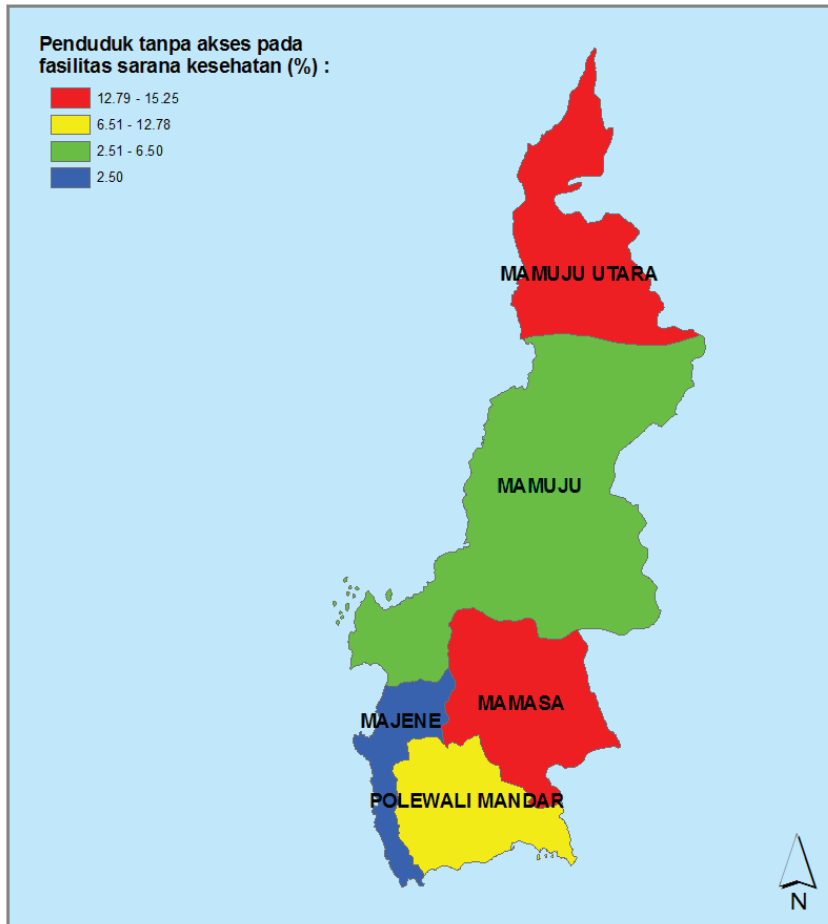 Penduduk tanpa akses pada
fasilitas sarana kesehatan (%) :
12.79 - 15.25
6.51 - 12.78
2.51 - 6.50
2.50
MAMUJU UTARA
MAMUJU
MAMASA
MAJENE
POLEWALI MANDAR
N